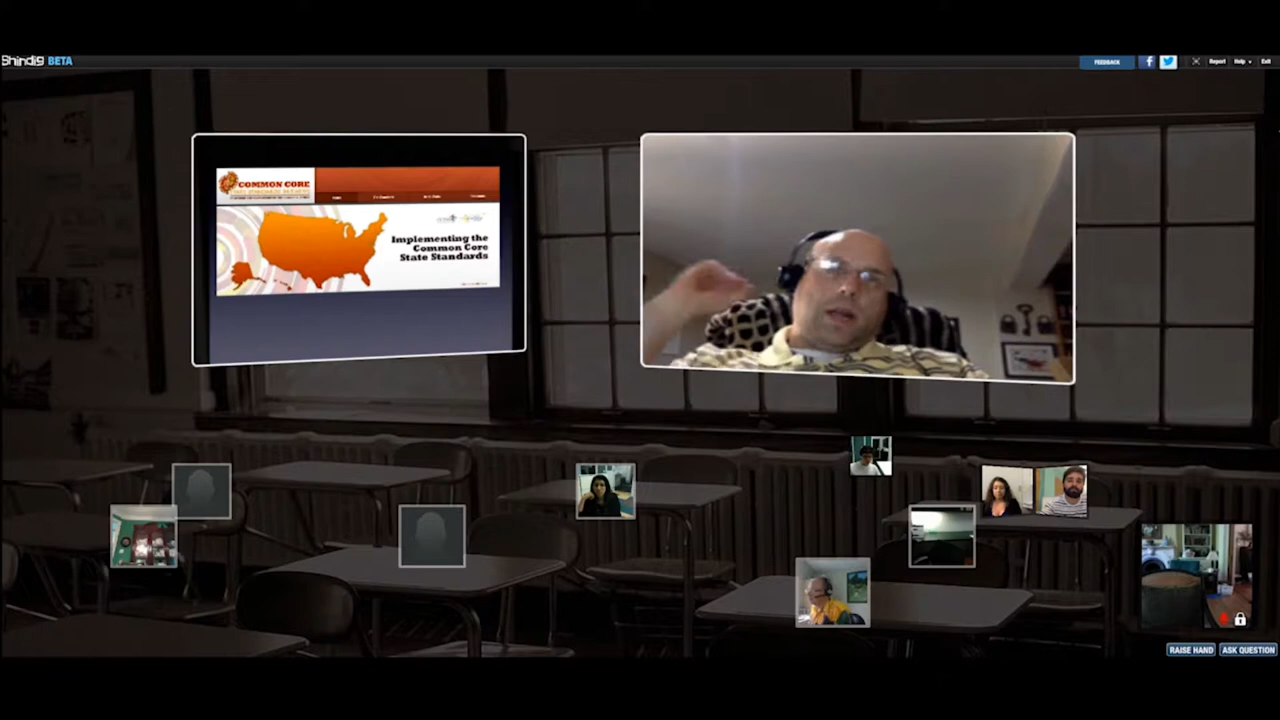 Shindig BETA
FEEDBACK
Report
Help
Exit
COMMON CORE
Implementing the
Common Core
State Standards
RAISE HAND
ASK QUESTION